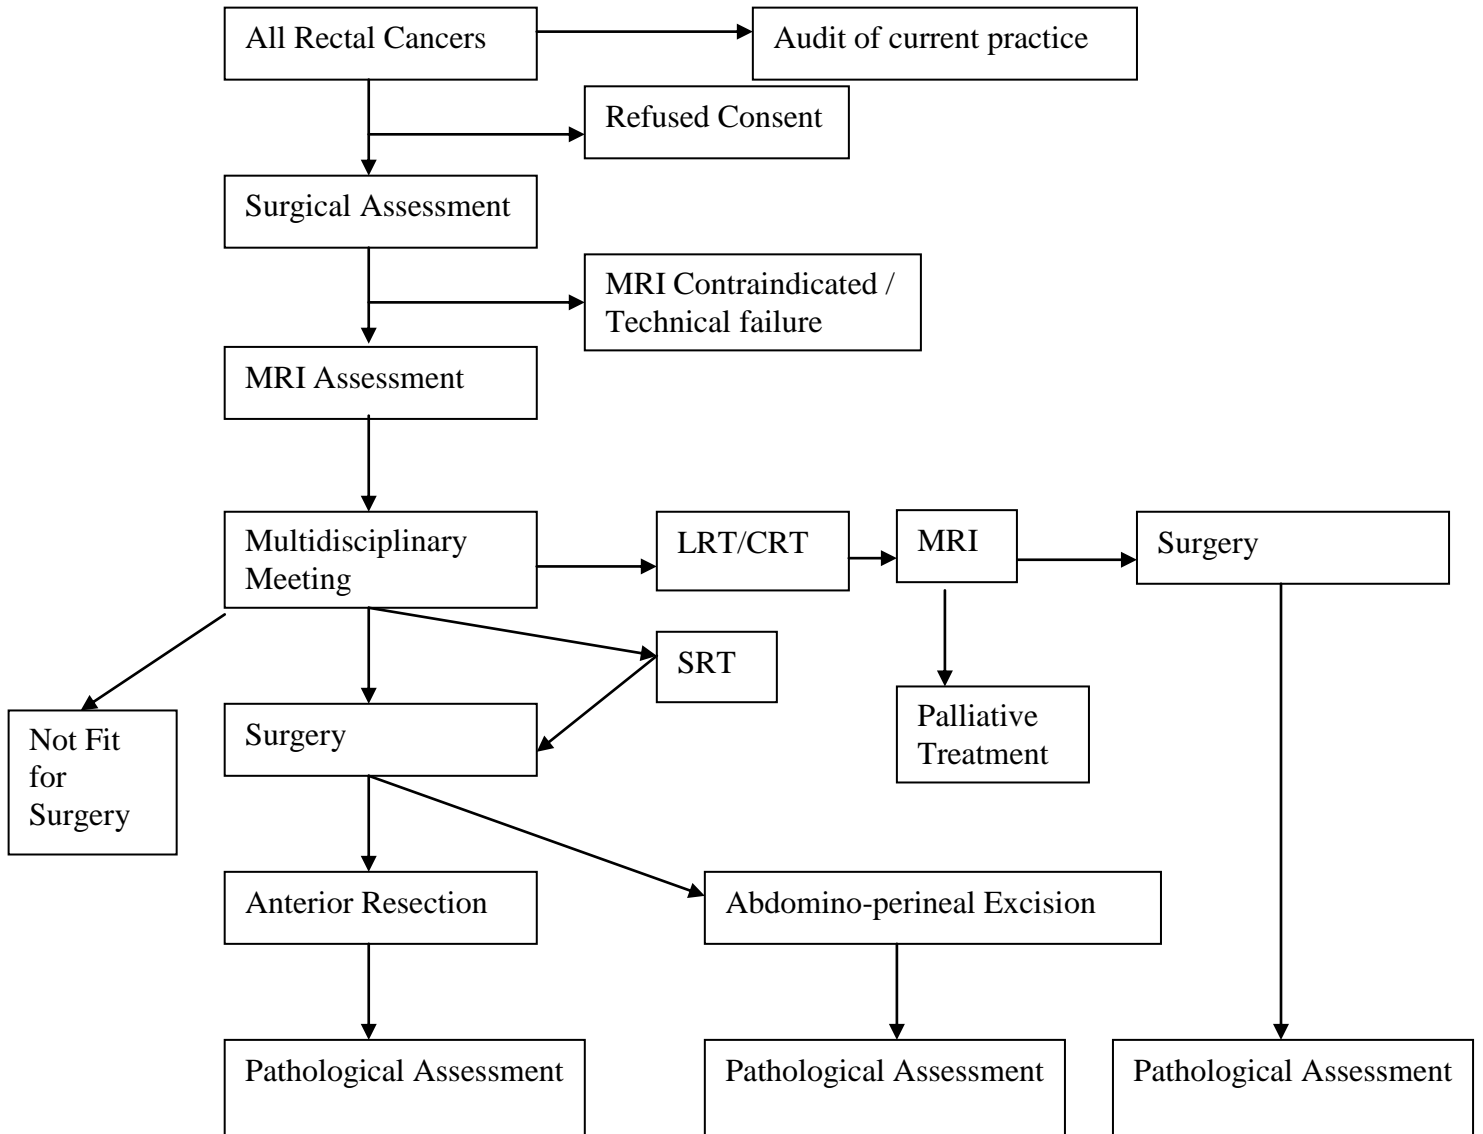 All Rectal Cancers
Audit of current practice
Refused Consent
Surgical Assessment
MRI Contraindicated /
Technical failure
MRI Assessment
Multidisciplinary
Meeting
LRT/CRT
MRI
Surgery
SRT
Not Fit
for
Surgery
Surgery
Palliative
Treatment
Anterior Resection
Abdomino-perineal Excision
Pathological Assessment
Pathological Assessment
Pathological Assessment